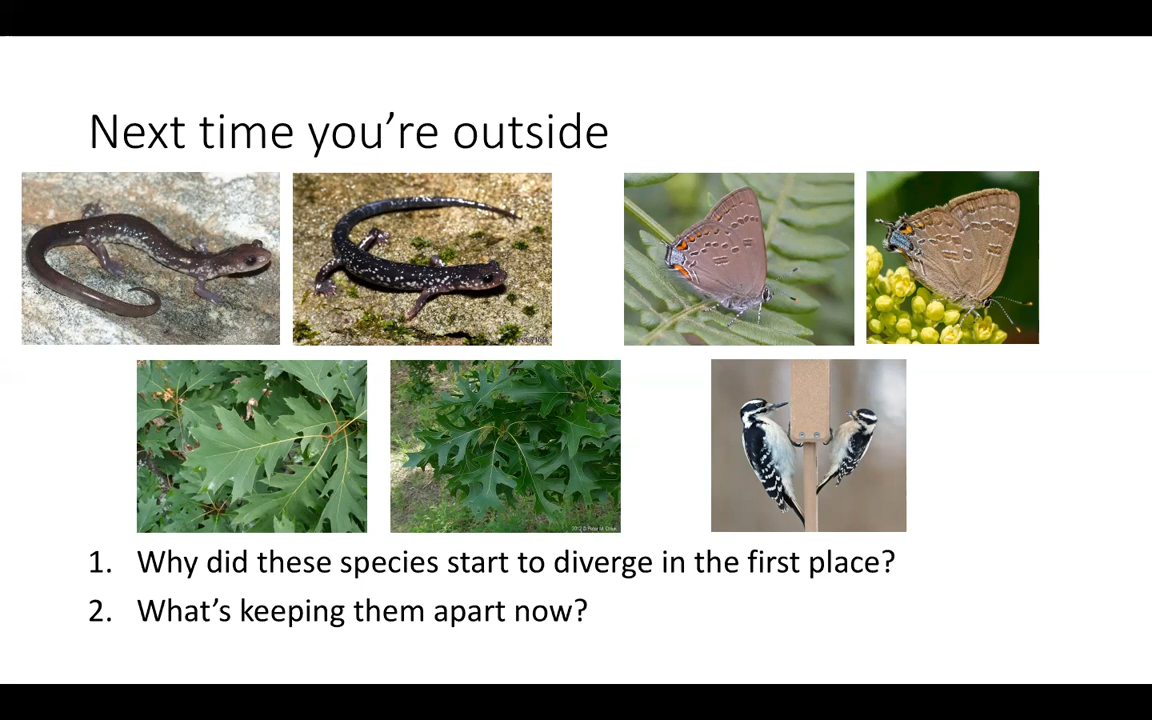 Next time you're outside
1. Why did these species start to diverge in the first place?
2. What's keeping them apart now?